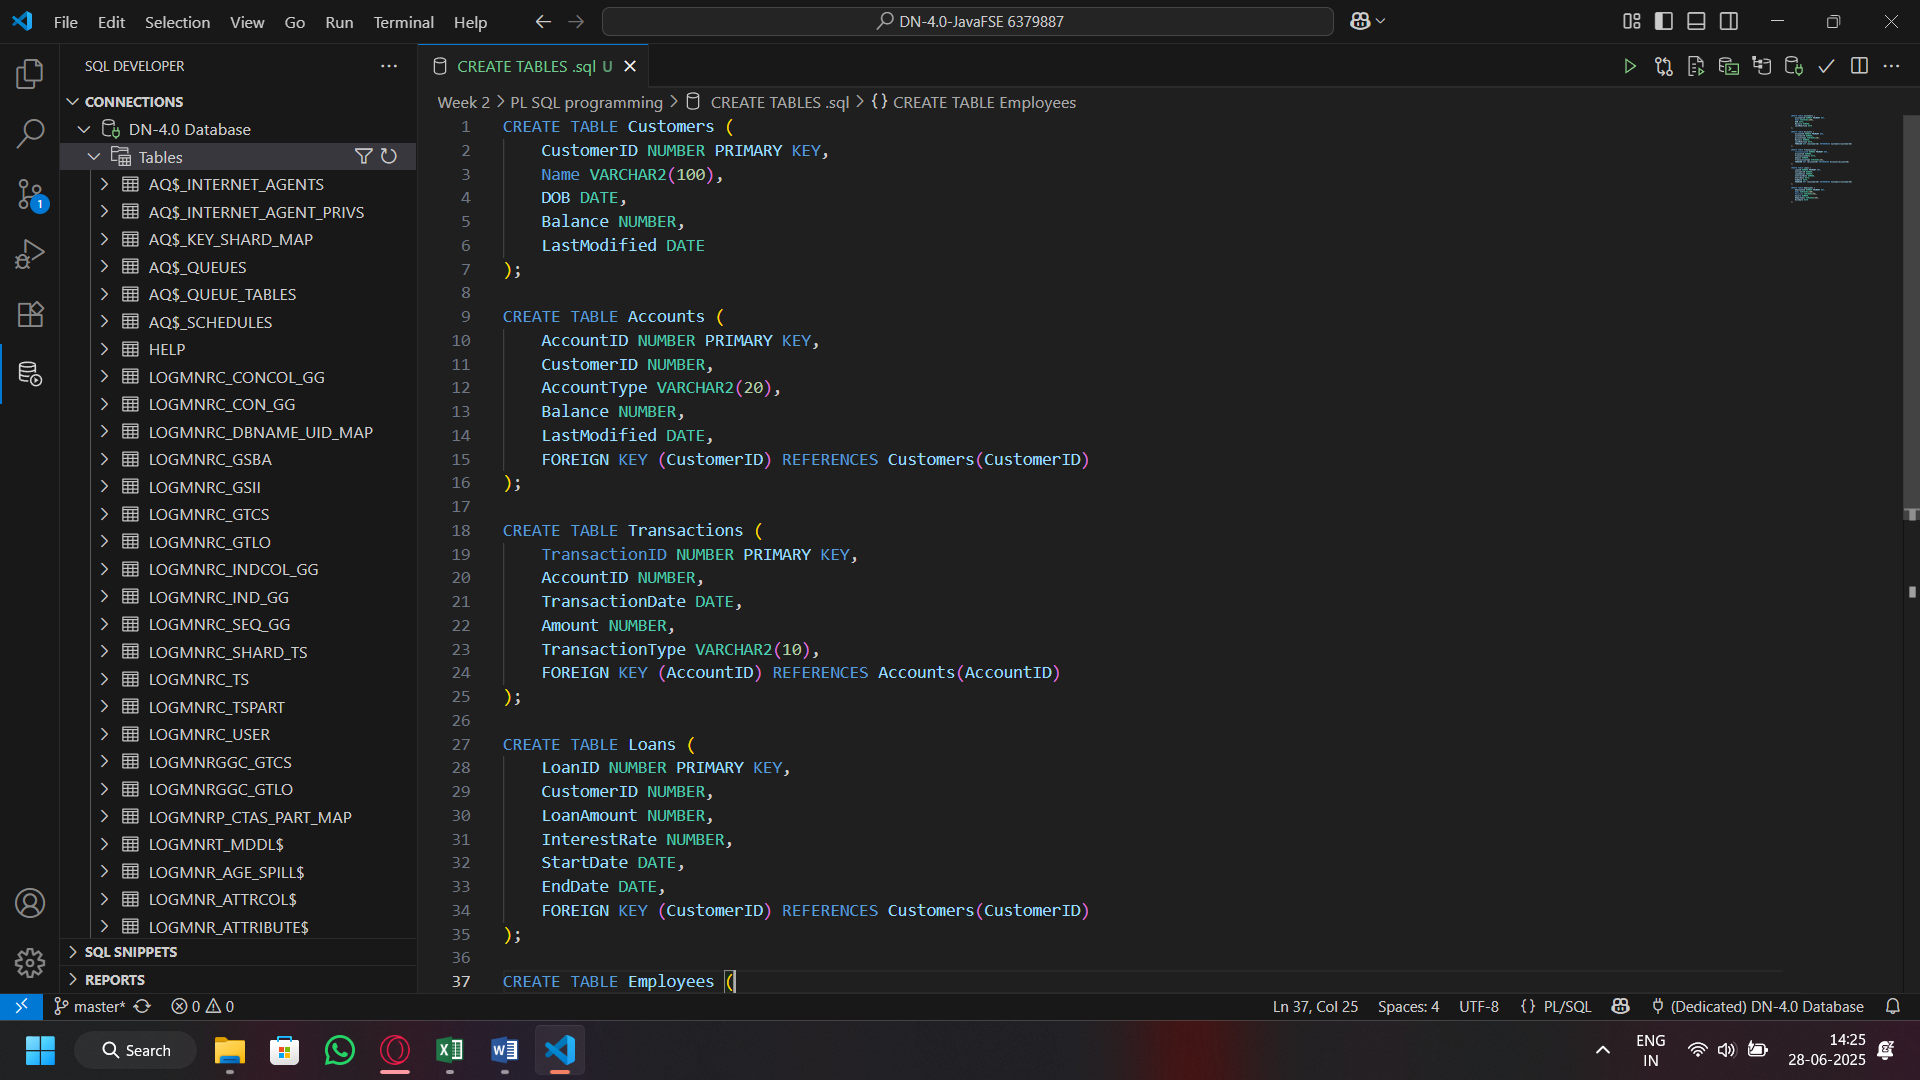 File Edit Selection View Go Run Terminal Help
DN-4.0-JavaFSE 6379887
SQL DEVELOPER
CONNECTIONS
DN-4.0 Database
Tables
AQ$_INTERNET_AGENTS
AQ$_INTERNET_AGENT_PRIVS
AQ$_KEY_SHARD_MAP
AQ$_QUEUES
AQ$_QUEUE_TABLES
AQ$_SCHEDULES
HELP
LOGMNRC_CONCOL_GG
LOGMNRC_CON_GG
LOGMNRC_DBNAME_UID_MAP
LOGMNRC_GSBA
LOGMNRC_GSII
LOGMNRC_GTCS
LOGMNRC_GTLO
LOGMNRC_INDCOL_GG
LOGMNRC_IND_GG
LOGMNRC_SEQ_GG
LOGMNRC_SHARD_TS
LOGMNRC_TS
LOGMNRC_TSPART
LOGMNRC_USER
LOGMNRGGC_GTCS
LOGMNRGGC_GTLO
LOGMNRP_CTAS_PART_MAP
LOGMNRT_MDDL$
LOGMNR_AGE_SPILL$
LOGMNR_ATTRCOL$
LOGMNR_ATTRIBUTE$
SQL SNIPPETS
REPORTS
1
CREATE TABLES .sql U
Week 2 > PL SQL programming > CREATE TABLES .sql > {} CREATE TABLE Employees
1 CREATE TABLE Customers (
2 CustomerID NUMBER PRIMARY KEY,
3 Name VARCHAR2(100),
4 DOB DATE,
5 Balance NUMBER,
6 LastModified DATE
7 );
8
9 CREATE TABLE Accounts (
10 AccountID NUMBER PRIMARY KEY,
11 CustomerID NUMBER,
12 AccountType VARCHAR2(20),
13 Balance NUMBER,
14 LastModified DATE,
15 FOREIGN KEY (CustomerID) REFERENCES Customers(CustomerID)
16 );
17
18 CREATE TABLE Transactions (
19 TransactionID NUMBER PRIMARY KEY,
20 AccountID NUMBER,
21 TransactionDate DATE,
22 Amount NUMBER,
23 TransactionType VARCHAR2(10),
24 FOREIGN KEY (AccountID) REFERENCES Accounts(AccountID)
25 );
26
27 CREATE TABLE Loans (
28 LoanID NUMBER PRIMARY KEY,
29 CustomerID NUMBER,
30 LoanAmount NUMBER,
31 InterestRate NUMBER,
32 StartDate DATE,
33 EndDate DATE,
34 FOREIGN KEY (CustomerID) REFERENCES Customers(CustomerID)
35 );
36
37 CREATE TABLE Employees (
master* 0 0
Ln 37, Col 25 Spaces: 4 UTF-8 {} PL/SQL (Dedicated) DN-4.0 Database
Search
ENG
IN
14:25
28-06-2025